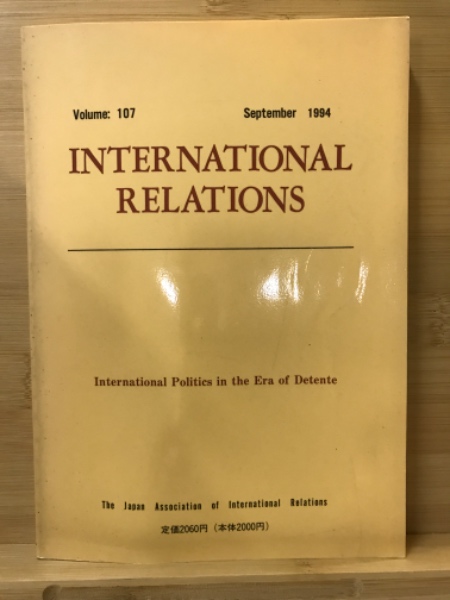 Volume: 107 September 1994
INTERNATIONAL
RELATIONS
International Politics in the Era of Detente
The Japan Association of International Relations
定価2060円 (本体2000円)